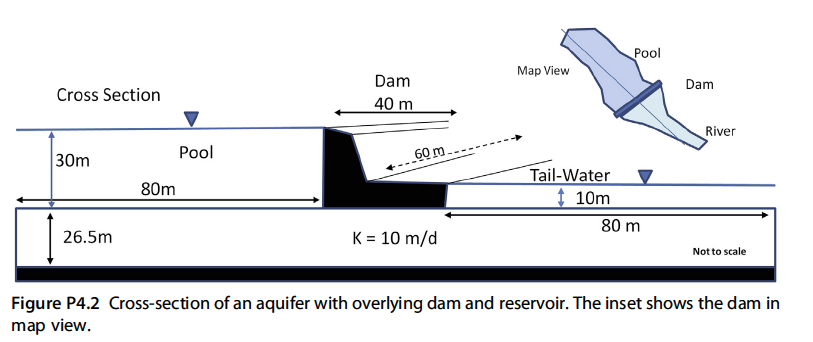 Pool
Map View
Dam
River
Cross Section
Dam
40 m
30m
Pool
60 m
Tail-Water
80m
10m
80 m
26.5m
K = 10 m/d
Not to scale
Figure P4.2 Cross-section of an aquifer with overlying dam and reservoir. The inset shows the dam in
map view.